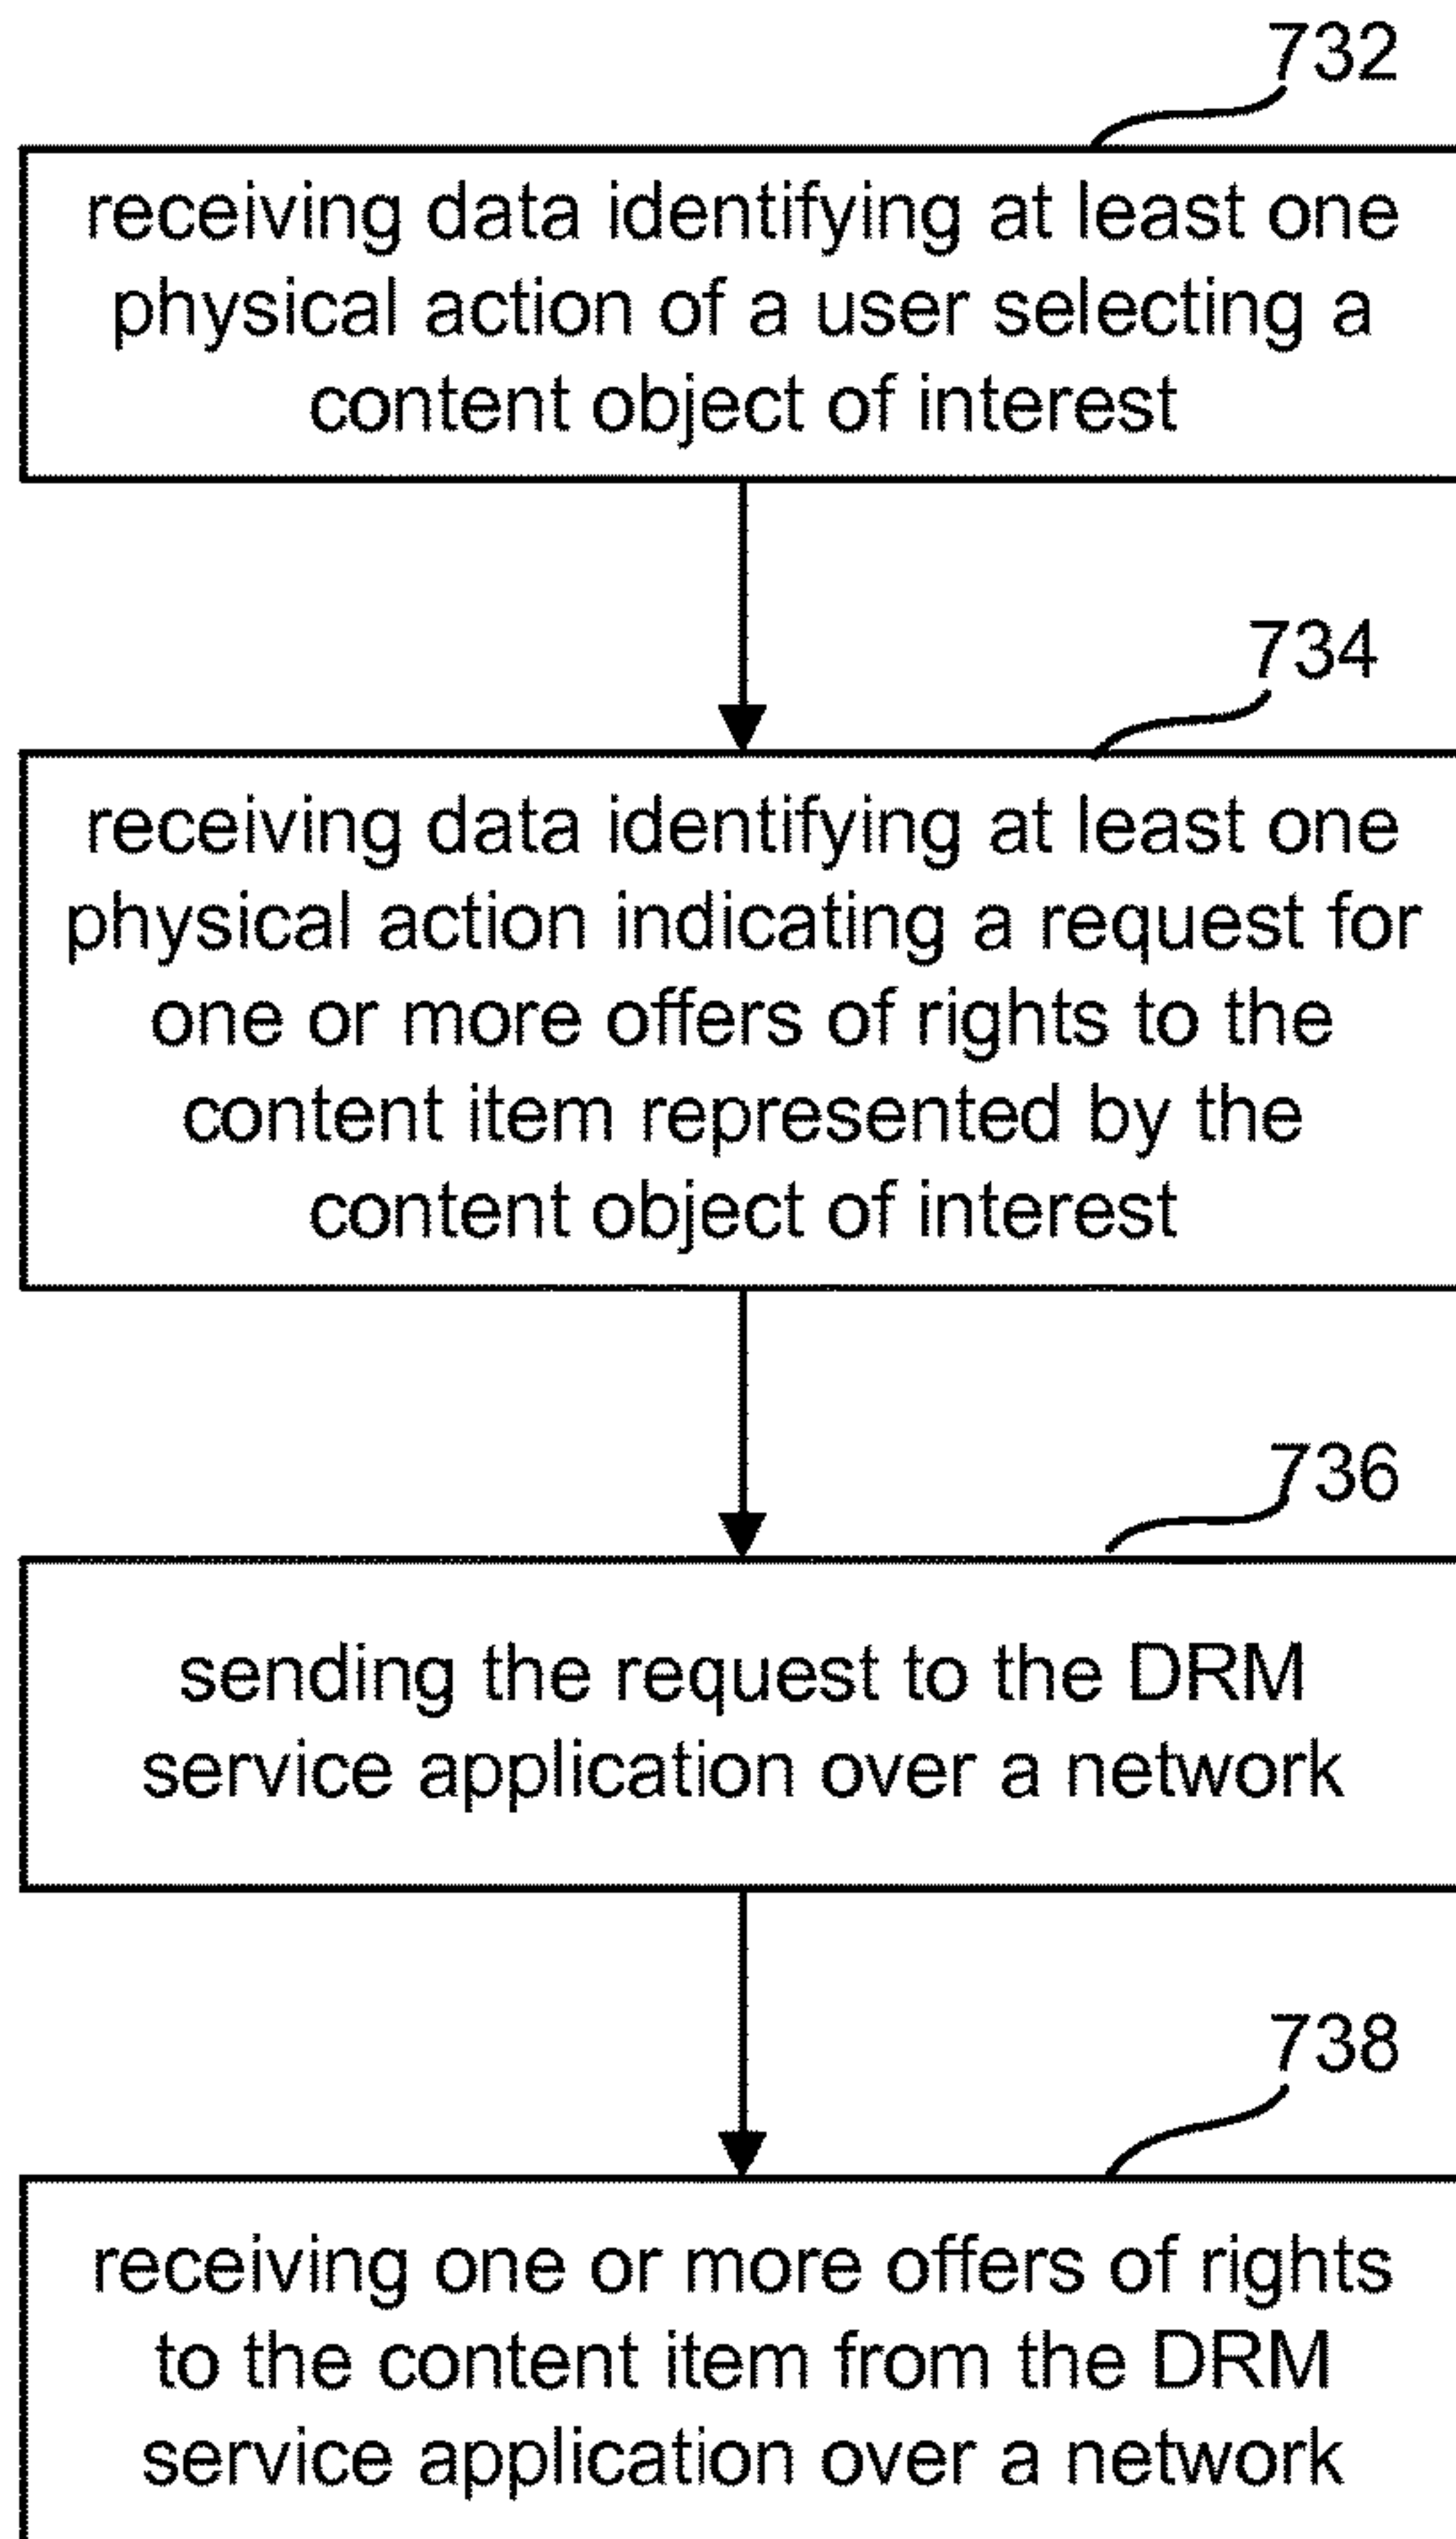 732
receiving data identifying at least one
physical action of a user selecting a
content object of interest
734
receiving data identifying at least one
physical action indicating a request for
one or more offers of rights to the
content item represented by the
content object of interest
736
sending the request to the DRM
service application over a network
738
receiving one or more offers of rights
to the content item from the DRM
service application over a network